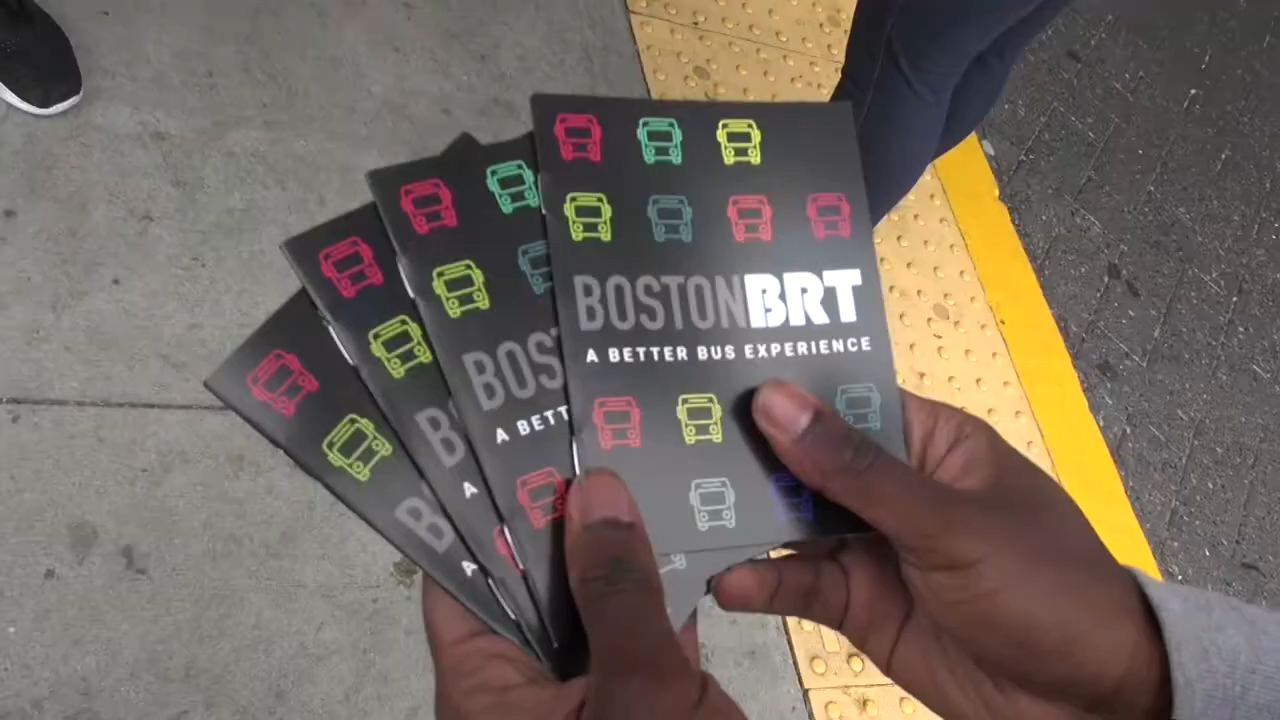 BOSTONBRT
A BETTER BUS EXPERIENCE
BOS
A BETT
B
A
B
A